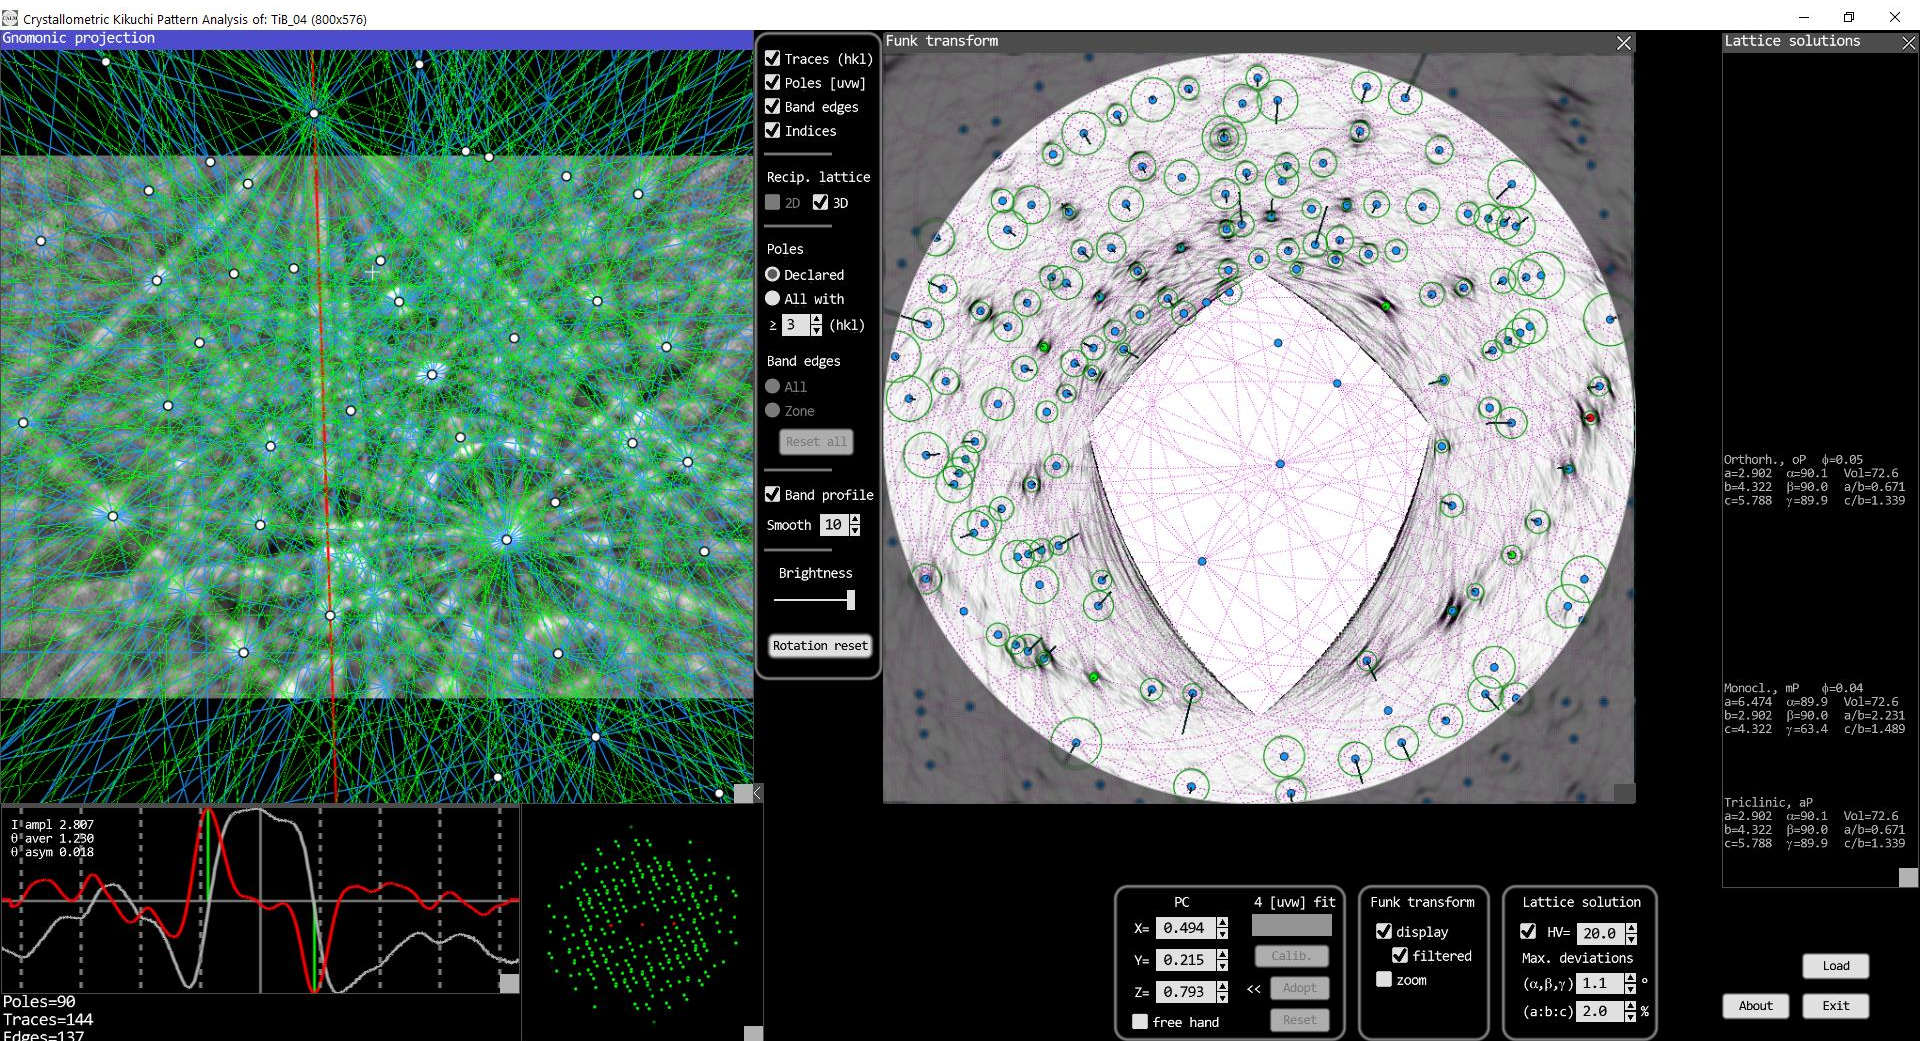 Crystallometric Kikuchi Pattern Analysis of: TiB_04 (800x576)
Gnomonic projection
Traces (hkl)
Poles [uvw]
Band edges
Indices
Recip. lattice
2D 3D
Poles
Declared
All with
≥ 3 (hkl)
Band edges
All
Zone
Reset all
Band profile
Smooth 10
Brightness
Rotation reset
Funk transform
Lattice solutions
Orthorh., oP ϕ=0.05
a=2.902 α=90.1 Vol=72.6
b=4.322 β=90.0 a/b=0.671
c=5.788 γ=89.9 c/b=1.339
Monocl., mP ϕ=0.04
a=6.474 α=89.9 Vol=72.6
b=2.902 β=90.0 a/b=2.231
c=4.322 γ=63.4 c/b=1.489
Triclinic, aP
a=2.902 α=90.1 Vol=72.6
b=4.322 β=90.0 a/b=0.671
c=5.788 γ=89.9 c/b=1.339
I ampl 2.807
θ aver 1.230
θ asym 0.018
Poles=90
Traces=144
Edges=137
PC
X= 0.494
Y= 0.215
Z= 0.793
free hand
4 [uvw] fit
Calib.
<< Adopt
Reset
Funk transform
display
filtered
zoom
Lattice solution
HV= 20.0
Max. deviations
(α,β,γ) 1.1 °
(a:b:c) 2.0 %
Load
About Exit